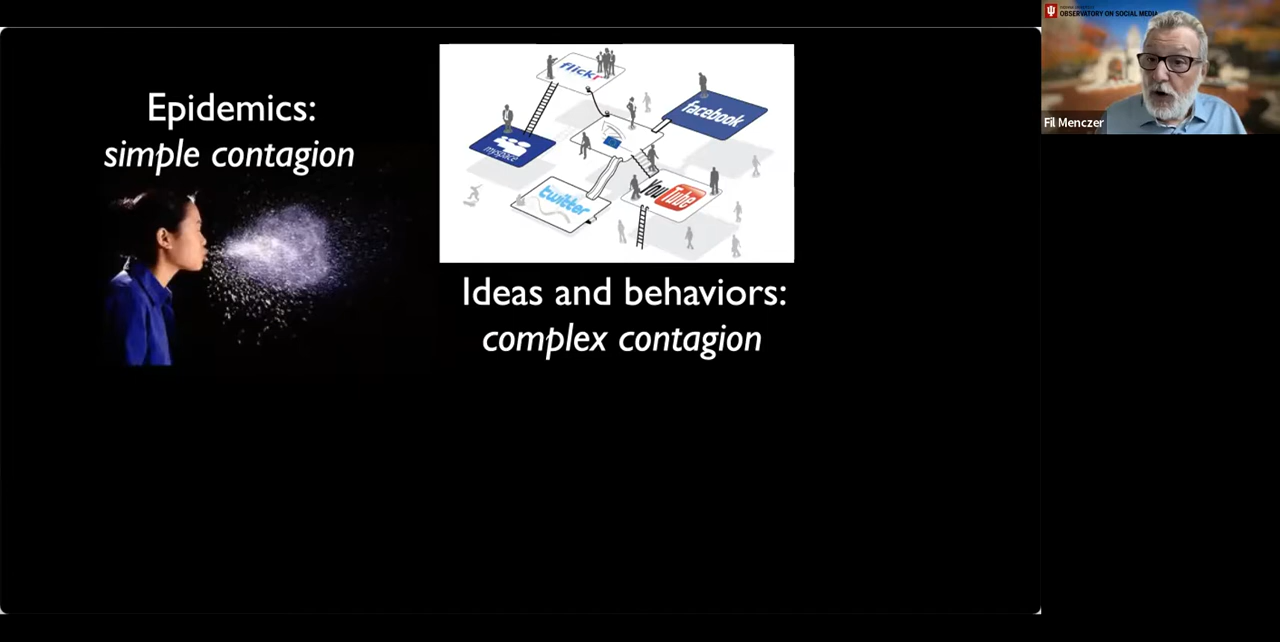 Epidemics:
simple contagion
flickr
facebook
myspace
twitter
YouTube
Ideas and behaviors:
complex contagion
OBSERVATORY ON SOCIAL MEDIA
Fil Menczer